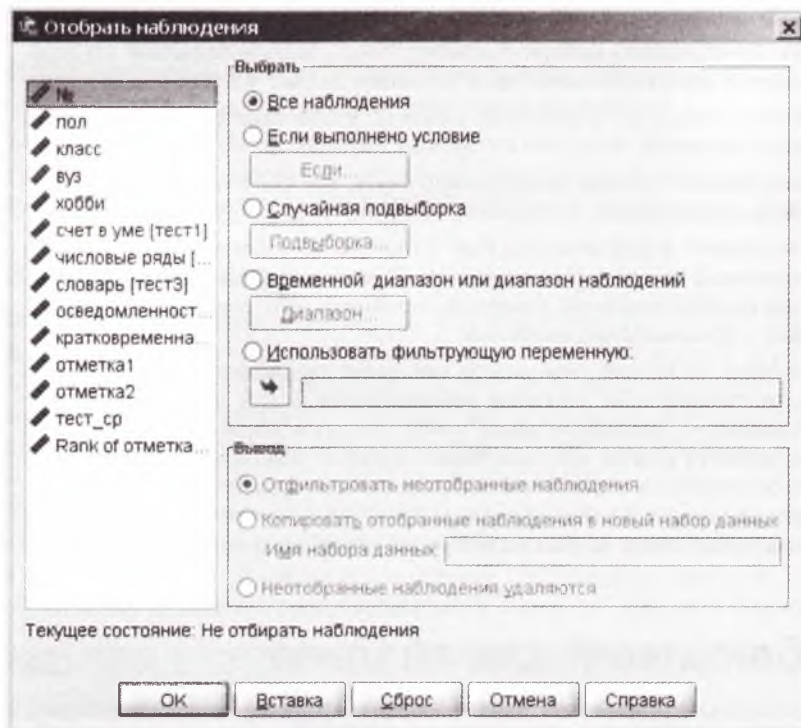 Отобрать наблюдения
№
пол
класс
вуз
хобби
счет в уме [тест1]
числовые ряды [...
словарь [тест3]
осведомленност...
кратковременна...
отметка1
отметка2
тест_ср
Rank of отметка...
Выбрать
Все наблюдения
Если выполнено условие
Если...
Случайная подвыборка
Подвыборка...
Временной диапазон или диапазон наблюдений
Диапазон...
Использовать фильтрующую переменную:
Вывод
Отфильтровать неотобранные наблюдения
Копировать отобранные наблюдения в новый набор данных
Имя набора данных:
Неотобранные наблюдения удаляются
Текущее состояние: Не отбирать наблюдения
OK Вставка Сброс Отмена Справка